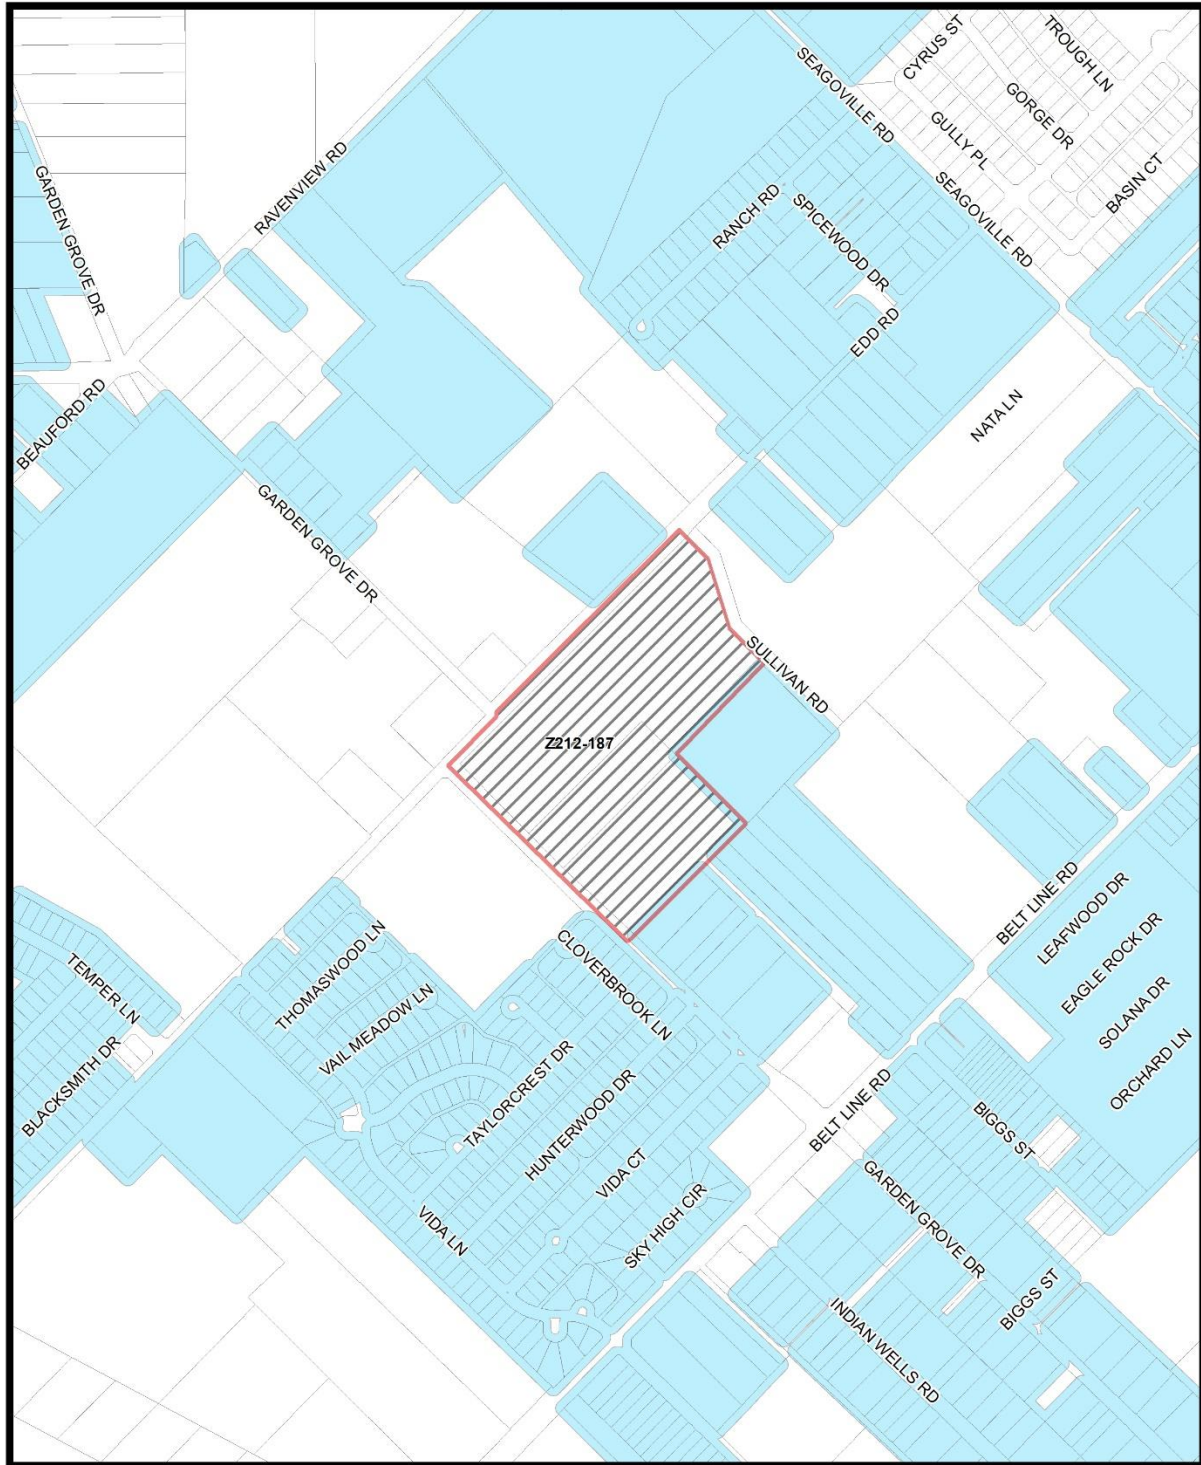 CYRUS ST
TROUGH LN
SEAGOVILLE RD
GORGE DR
GULLY PL
RAVENVIEW RD
BASIN CT
GARDEN GROVE DR
RANCH RD
SEAGOVILLE RD
SPICEWOOD DR
EDD RD
BEAUFORD RD
NATA LN
GARDEN GROVE DR
SULLIVAN RD
Z212-187
BELT LINE RD
LEAFWOOD DR
EAGLE ROCK DR
THOMASWOOD LN
CLOVERBROOK LN
TEMPER LN
SOLANA DR
VAIL MEADOW LN
ORCHARD LN
BLACKSMITH DR
TAYLORCREST DR
HUNTERWOOD DR
BELT LINE RD
BIGGS ST
VIDA CT
GARDEN GROVE DR
VIDA LN
SKY HIGH CIR
BIGGS ST
INDIAN WELLS RD